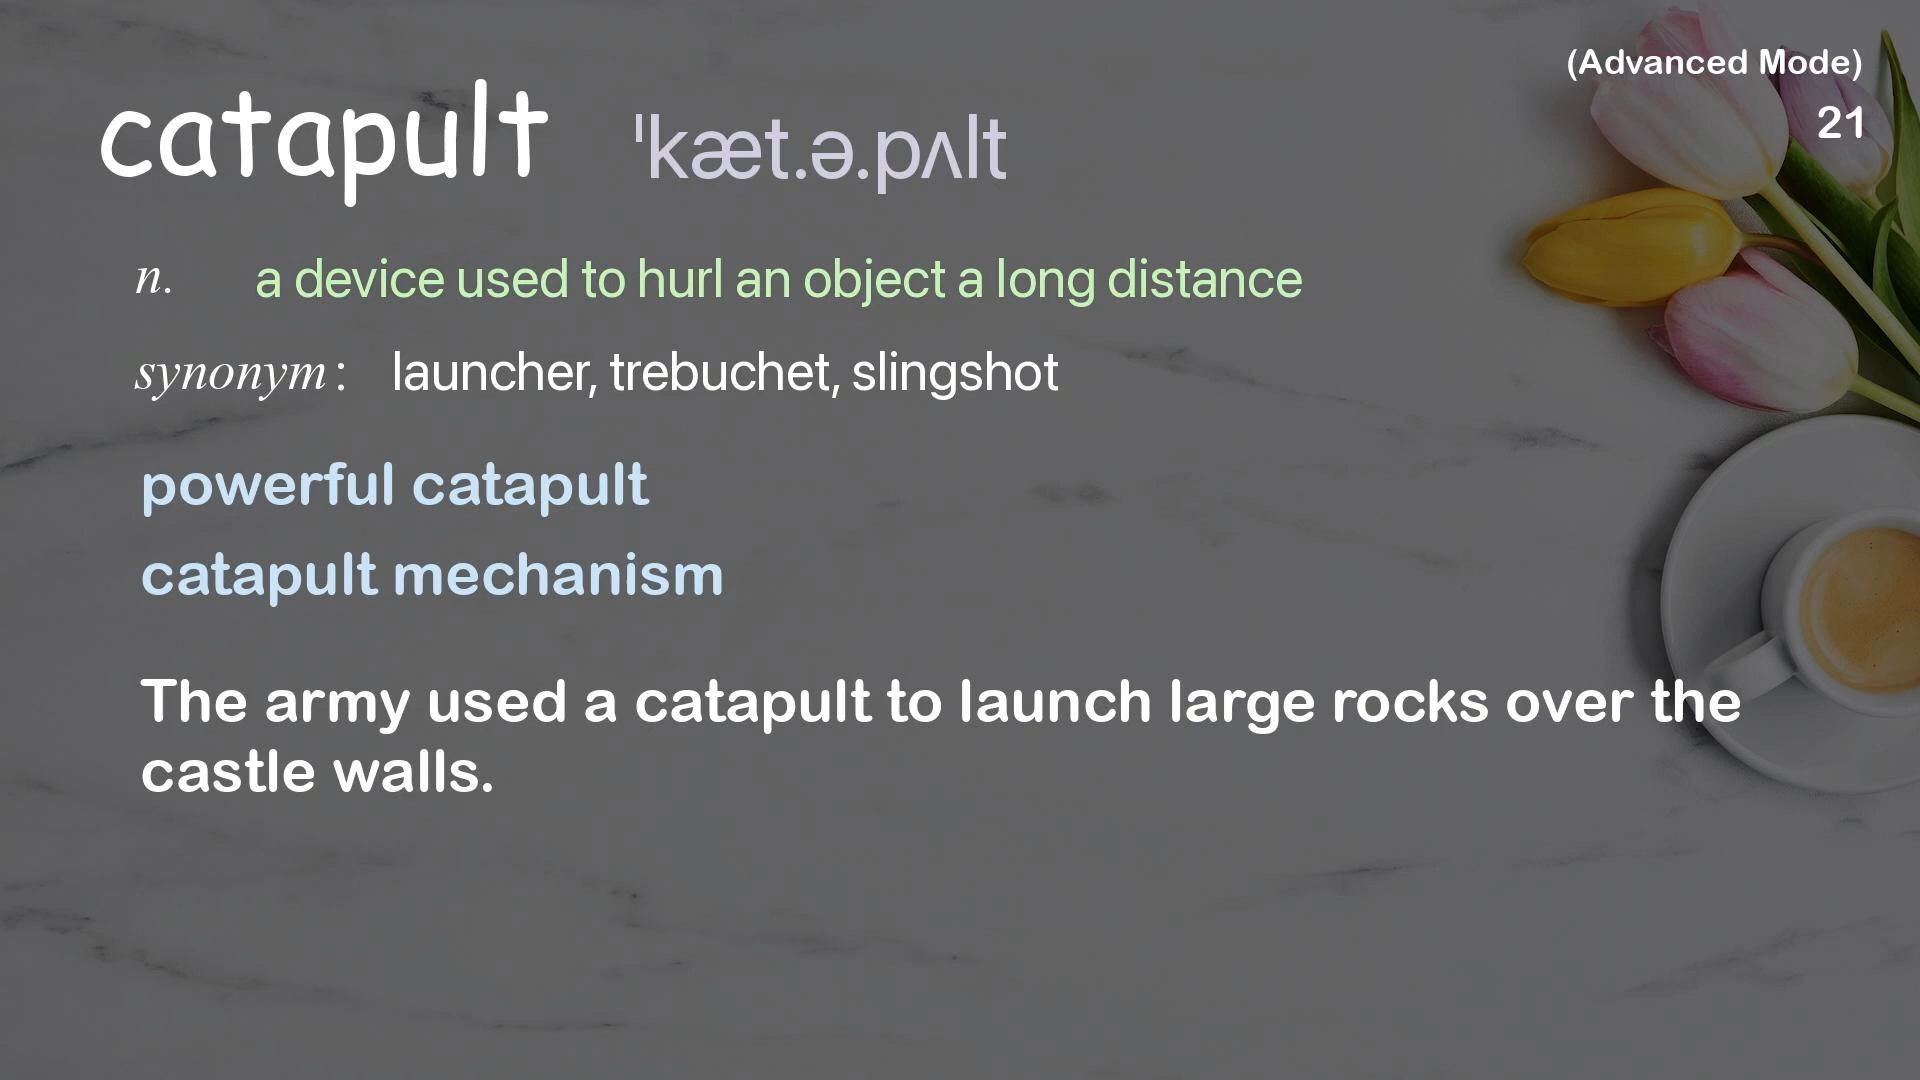 (Advanced Mode)
21
catapult ˈkæt.ə.pʌlt
n. a device used to hurl an object a long distance
synonym: launcher, trebuchet, slingshot
powerful catapult
catapult mechanism
The army used a catapult to launch large rocks over the
castle walls.